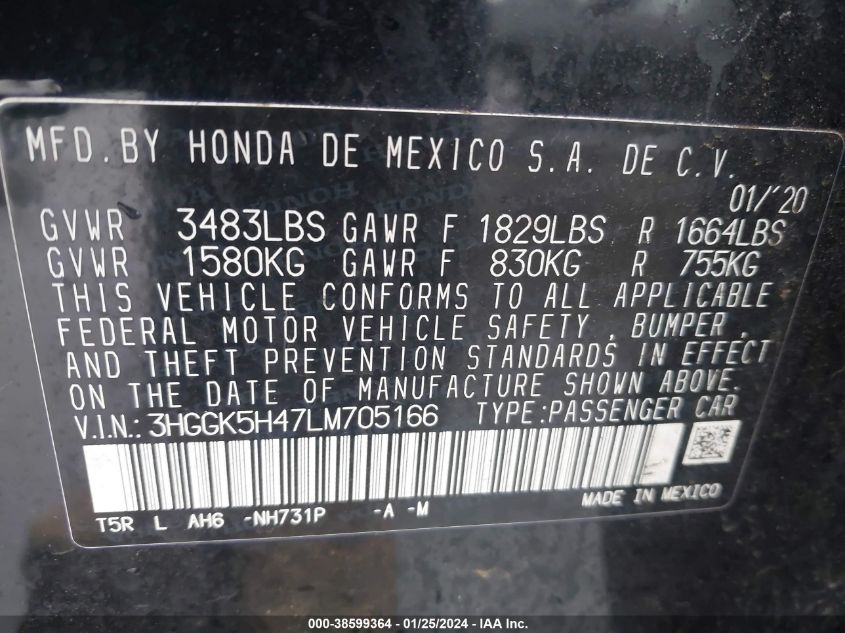 MFD.BY HONDA DE MEXICO S.A. DE C.V.
01/'20
GVWR 3483LBS GAWR F 1829LBS R 1664LBS
GVWR 1580KG GAWR F 830KG R 755KG
THIS VEHICLE CONFORMS TO ALL APPLICABLE
FEDERAL MOTOR VEHICLE SAFETY , BUMPER ,
AND THEFT PREVENTION STANDARDS IN EFFECT
ON THE DATE OF MANUFACTURE SHOWN ABOVE.
V.I.N.: 3HGGK5H47LM705166 TYPE:PASSENGER CAR
MADE IN MEXICO
T5R L AH6 -NH731P -A -M
000-38599364 - 01/25/2024 - IAA Inc.